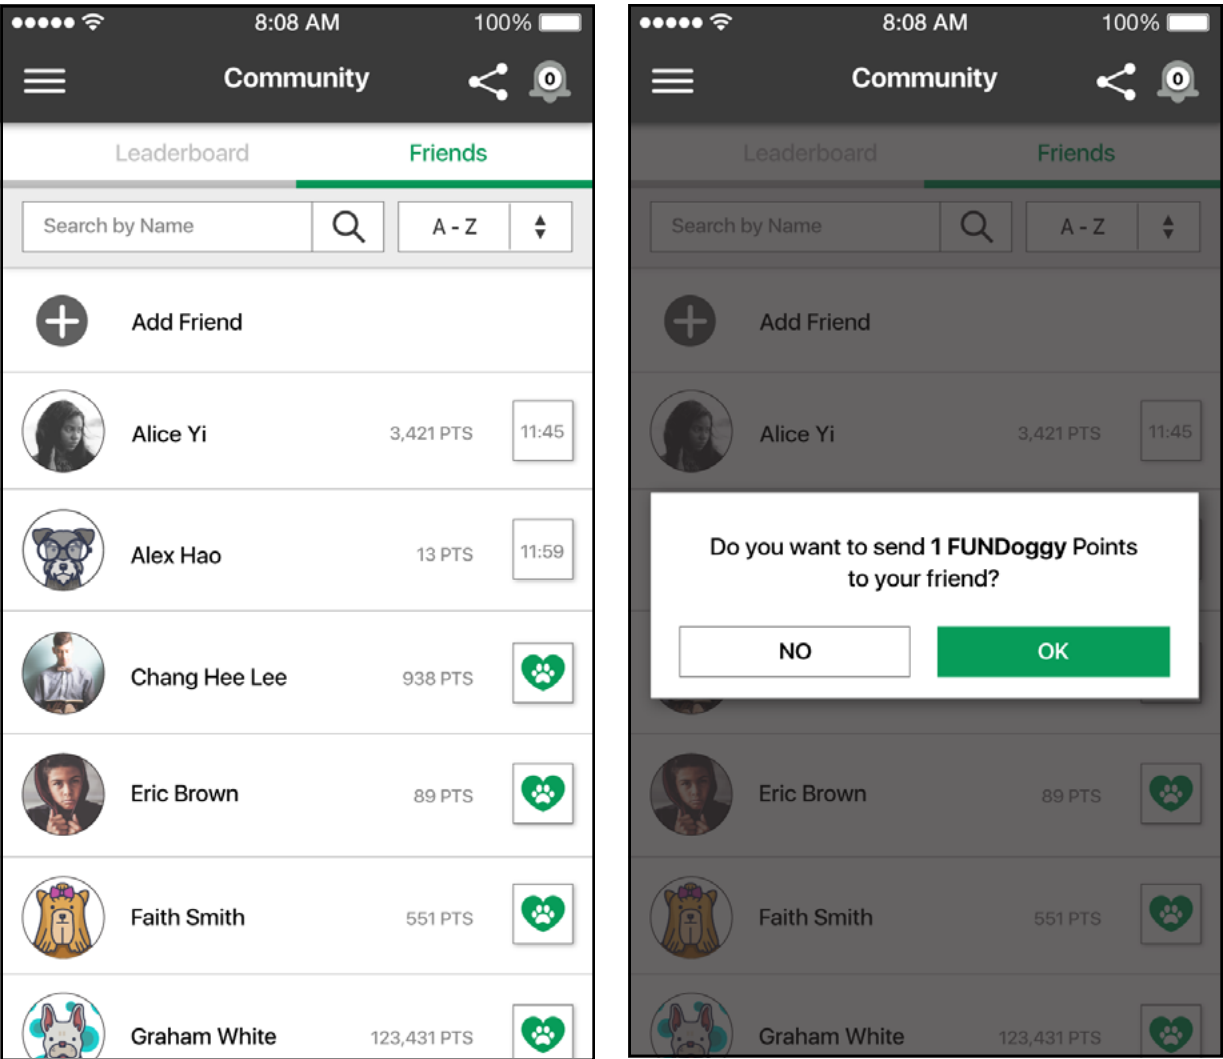 8:08 AM 100%
Community 0
Leaderboard Friends
Search by Name A - Z
Add Friend
Alice Yi 3,421 PTS 11:45
Alex Hao 13 PTS 11:59
Chang Hee Lee 938 PTS
Eric Brown 89 PTS
Faith Smith 551 PTS
Graham White 123,431 PTS
8:08 AM 100%
Community 0
Leaderboard Friends
Search by Name A - Z
Add Friend
Alice Yi 3,421 PTS 11:45
Do you want to send 1 FUNDoggy Points
to your friend?
NO OK
Eric Brown 89 PTS
Faith Smith 551 PTS
Graham White 123,431 PTS